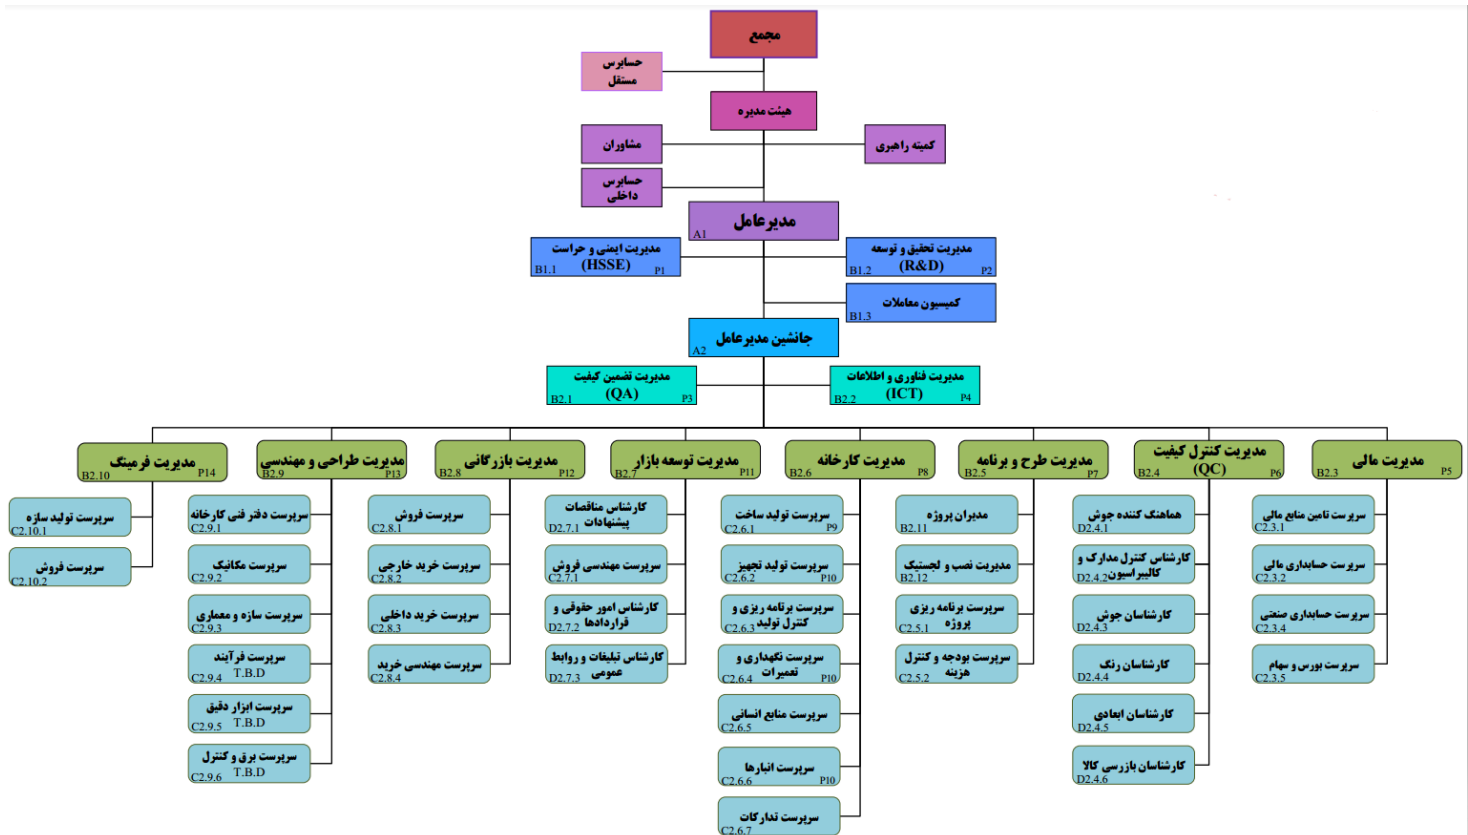 مجمع
حسابرس
مستقل
هیئت مدیره
مشاوران
کمیته راهبری
حسابرس
داخلی
مدیرعامل
A1
مدیریت ایمنی و حراست
(HSSE)
B1.1
P1
مدیریت تحقیق و توسعه
(R&D)
B1.2
P2
کمیسیون معاملات
B1.3
جانشین مدیرعامل
A2
مدیریت تضمین کیفیت
(QA)
B2.1
P3
مدیریت فناوری و اطلاعات
(ICT)
B2.2
P4
مدیریت مالی
B2.3
P5
سرپرست تامین منابع مالی
C2.3.1
سرپرست حسابداری مالی
C2.3.2
سرپرست حسابداری صنعتی
C2.3.4
سرپرست بورس و سهام
C2.3.5
مدیریت کنترل کیفیت
(QC)
B2.4
P6
هماهنگ کننده جوش
D2.4.1
کارشناس کنترل مدارک و
کالیبراسیون
D2.4.2
کارشناسان جوش
D2.4.3
کارشناسان رنگ
D2.4.4
کارشناسان ابعادی
D2.4.5
کارشناسان بازرسی کالا
D2.4.6
مدیریت طرح و برنامه
B2.5
P7
مدیران پروژه
B2.11
مدیریت نصب و لجستیک
B2.12
سرپرست برنامه ریزی
پروژه
C2.5.1
سرپرست بودجه و کنترل
هزینه
C2.5.2
مدیریت کارخانه
B2.6
P8
سرپرست تولید ساخت
C2.6.1
P9
سرپرست تولید تجهیز
C2.6.2
P10
سرپرست برنامه ریزی و
کنترل تولید
C2.6.3
سرپرست نگهداری و
تعمیرات
C2.6.4
P10
سرپرست منابع انسانی
C2.6.5
سرپرست انبارها
C2.6.6
P10
سرپرست تدارکات
C2.6.7
مدیریت توسعه بازار
B2.7
P11
کارشناس مناقصات
پیشنهادات
D2.7.1
سرپرست مهندسی فروش
C2.7.1
کارشناس امور حقوقی و
قراردادها
D2.7.2
کارشناس تبلیقات و روابط
عمومی
D2.7.3
مدیریت بازرگانی
B2.8
P12
سرپرست فروش
C2.8.1
سرپرست خرید خارجی
C2.8.2
سرپرست خرید داخلی
C2.8.3
سرپرست مهندسی خرید
C2.8.4
مدیریت طراحی و مهندسی
B2.9
P13
سرپرست دفتر فنی کارخانه
C2.9.1
سرپرست مکانیک
C2.9.2
سرپرست سازه و معماری
C2.9.3
سرپرست فرآیند
C2.9.4
T.B.D
سرپرست ابزار دقیق
C2.9.5
T.B.D
سرپرست برق و کنترل
C2.9.6
T.B.D
مدیریت فرمینگ
B2.10
P14
سرپرست تولید سازه
C2.10.1
سرپرست فروش
C2.10.2